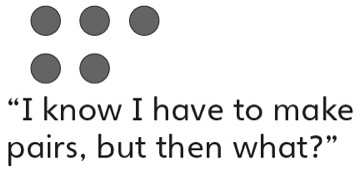 “I know I have to make
pairs, but then what?”